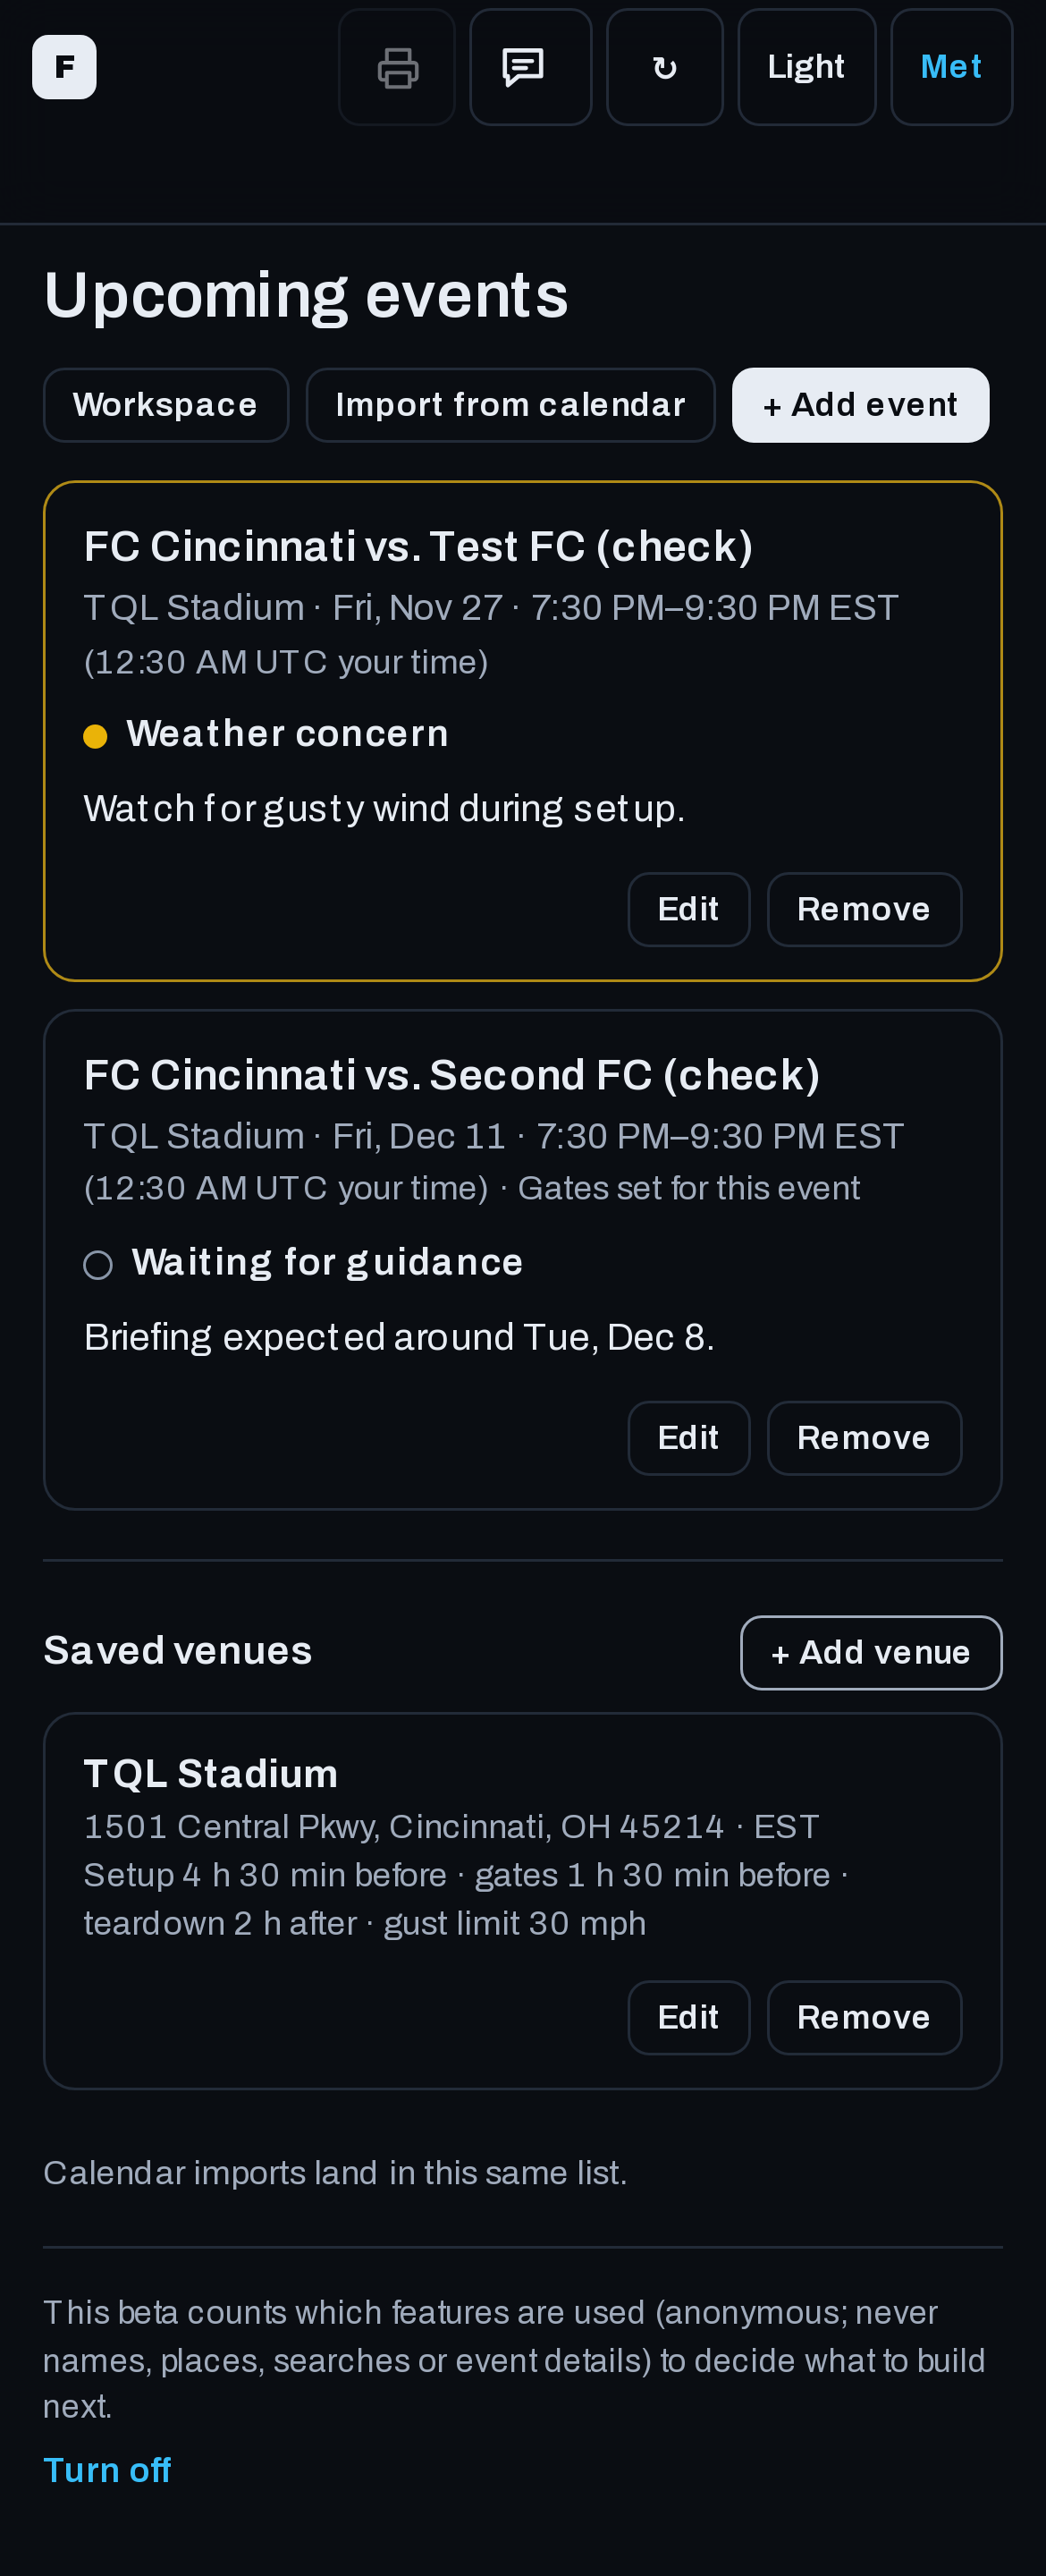 F
↻
Light
Met
Upcoming events
Workspace
Import from calendar
+ Add event
FC Cincinnati vs. Test FC (check)
TQL Stadium · Fri, Nov 27 · 7:30 PM–9:30 PM EST
(12:30 AM UTC your time)
Weather concern
Watch for gusty wind during setup.
Edit
Remove
FC Cincinnati vs. Second FC (check)
TQL Stadium · Fri, Dec 11 · 7:30 PM–9:30 PM EST
(12:30 AM UTC your time) · Gates set for this event
Waiting for guidance
Briefing expected around Tue, Dec 8.
Edit
Remove
Saved venues
+ Add venue
TQL Stadium
1501 Central Pkwy, Cincinnati, OH 45214 · EST
Setup 4 h 30 min before · gates 1 h 30 min before ·
teardown 2 h after · gust limit 30 mph
Edit
Remove
Calendar imports land in this same list.
This beta counts which features are used (anonymous; never
names, places, searches or event details) to decide what to build
next.
Turn off